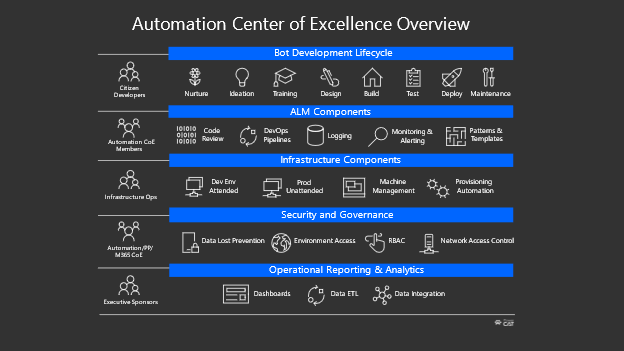 Automation Center of Excellence Overview
Bot Development Lifecycle
Citizen
Developers
Nurture
Ideation
Training
Design
Build
Test
Deploy
Maintenance
ALM Components
Automation CoE
Members
Code
Review
DevOps
Pipelines
Logging
Monitoring &
Alerting
Patterns &
Templates
Infrastructure Components
Infrastructure Ops
Dev Env
Attended
Prod
Unattended
Machine
Management
Provisioning
Automation
Security and Governance
Automation/PP/
M365 CoE
Data Lost Prevention
Environment Access
RBAC
Network Access Control
Operational Reporting & Analytics
Executive Sponsors
Dashboards
Data ETL
Data Integration
CAT